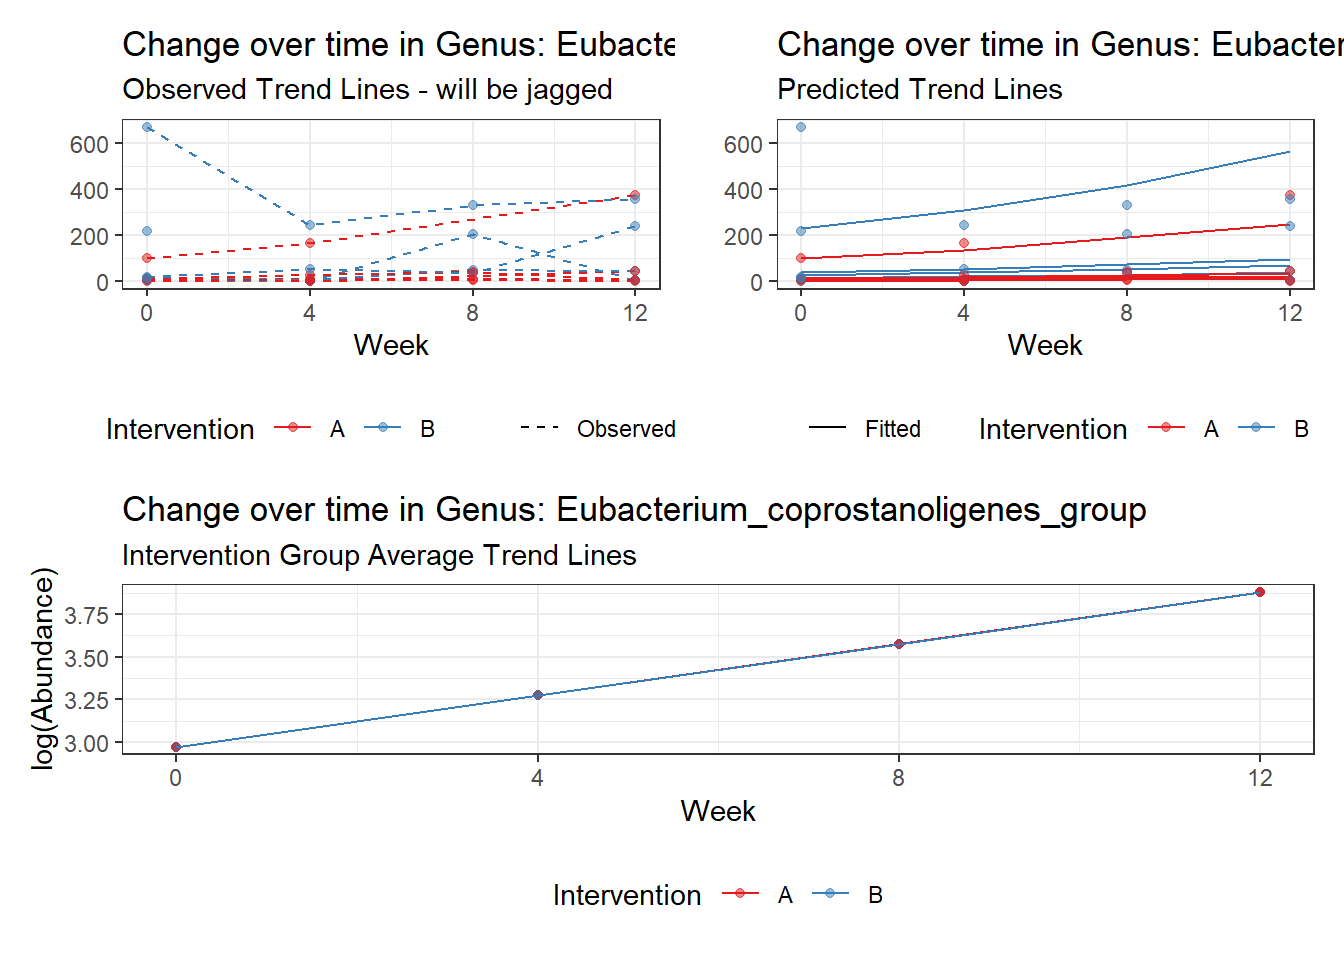 Change over time in Genus: Eubacte
Observed Trend Lines - will be jagged
600
400
200
0
0 4 8 12
Week
Intervention A B Observed
Change over time in Genus: Eubacter
Predicted Trend Lines
600
400
200
0
0 4 8 12
Week
Fitted Intervention A B
Change over time in Genus: Eubacterium_coprostanoligenes_group
Intervention Group Average Trend Lines
log(Abundance)
3.75
3.50
3.25
3.00
0 4 8 12
Week
Intervention A B